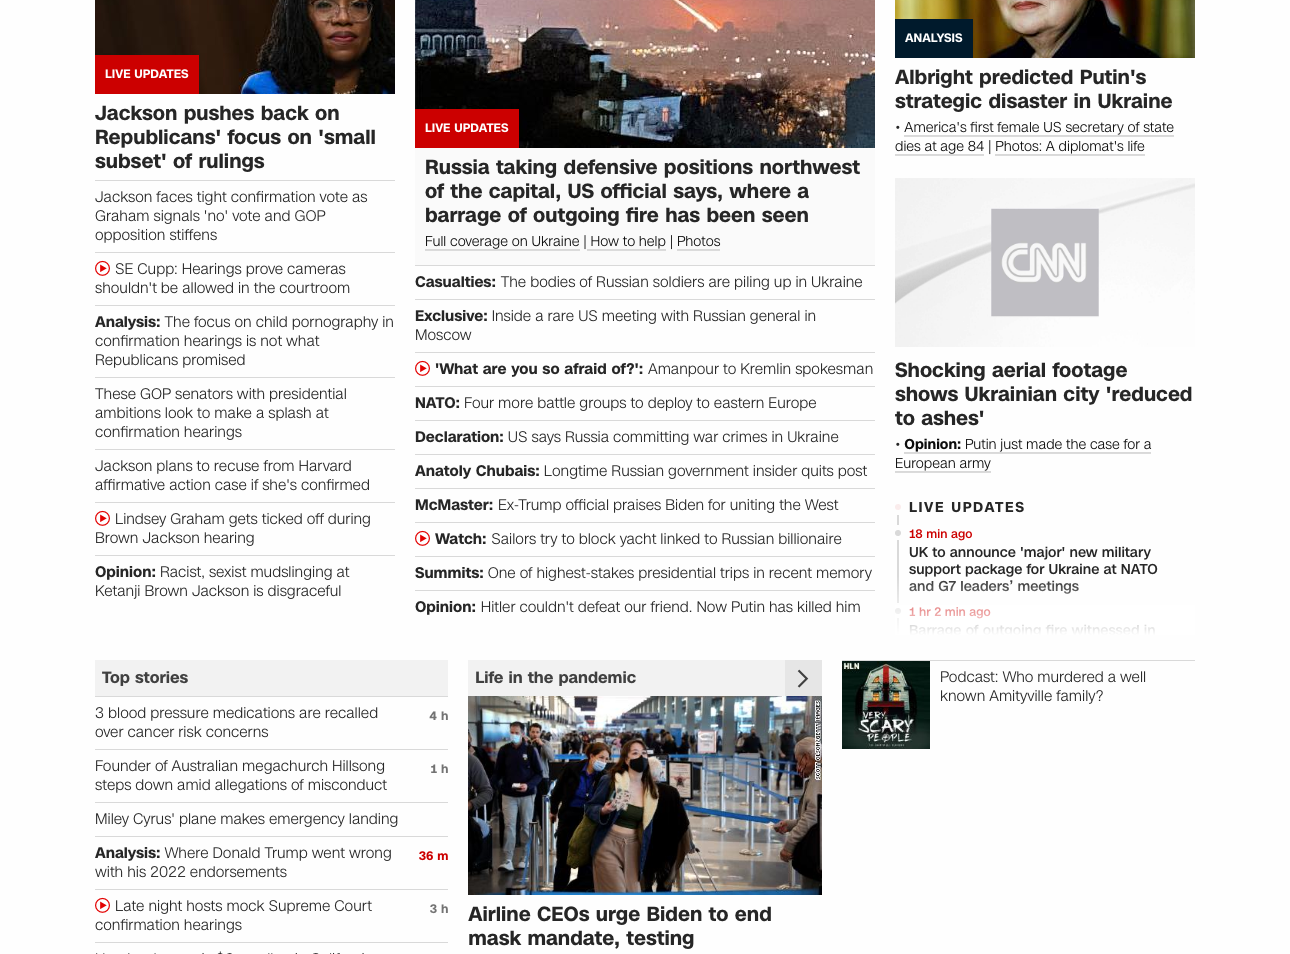 LIVE UPDATES
Jackson pushes back on
Republicans' focus on 'small
subset' of rulings
Jackson faces tight confirmation vote as
Graham signals 'no' vote and GOP
opposition stiffens
SE Cupp: Hearings prove cameras
shouldn't be allowed in the courtroom
Analysis: The focus on child pornography in
confirmation hearings is not what
Republicans promised
These GOP senators with presidential
ambitions look to make a splash at
confirmation hearings
Jackson plans to recuse from Harvard
affirmative action case if she's confirmed
Lindsey Graham gets ticked off during
Brown Jackson hearing
Opinion: Racist, sexist mudslinging at
Ketanji Brown Jackson is disgraceful
LIVE UPDATES
Russia taking defensive positions northwest
of the capital, US official says, where a
barrage of outgoing fire has been seen
Full coverage on Ukraine | How to help | Photos
Casualties: The bodies of Russian soldiers are piling up in Ukraine
Exclusive: Inside a rare US meeting with Russian general in
Moscow
'What are you so afraid of?': Amanpour to Kremlin spokesman
NATO: Four more battle groups to deploy to eastern Europe
Declaration: US says Russia committing war crimes in Ukraine
Anatoly Chubais: Longtime Russian government insider quits post
McMaster: Ex-Trump official praises Biden for uniting the West
Watch: Sailors try to block yacht linked to Russian billionaire
Summits: One of highest-stakes presidential trips in recent memory
Opinion: Hitler couldn't defeat our friend. Now Putin has killed him
ANALYSIS
Albright predicted Putin's
strategic disaster in Ukraine
• America's first female US secretary of state
dies at age 84 | Photos: A diplomat's life
CNN
Shocking aerial footage
shows Ukrainian city 'reduced
to ashes'
• Opinion: Putin just made the case for a
European army
LIVE UPDATES
18 min ago
UK to announce 'major' new military
support package for Ukraine at NATO
and G7 leaders’ meetings
1 hr 2 min ago
Barrage of outgoing fire witnessed in
Top stories
3 blood pressure medications are recalled 4 h
over cancer risk concerns
Founder of Australian megachurch Hillsong 1 h
steps down amid allegations of misconduct
Miley Cyrus' plane makes emergency landing
Analysis: Where Donald Trump went wrong 36 m
with his 2022 endorsements
Late night hosts mock Supreme Court 3 h
confirmation hearings
Life in the pandemic
SCOTT OLSON/GETTY IMAGES
Airline CEOs urge Biden to end
mask mandate, testing
HLN
VERY
SCARY
PEOPLE
Podcast: Who murdered a well
known Amityville family?